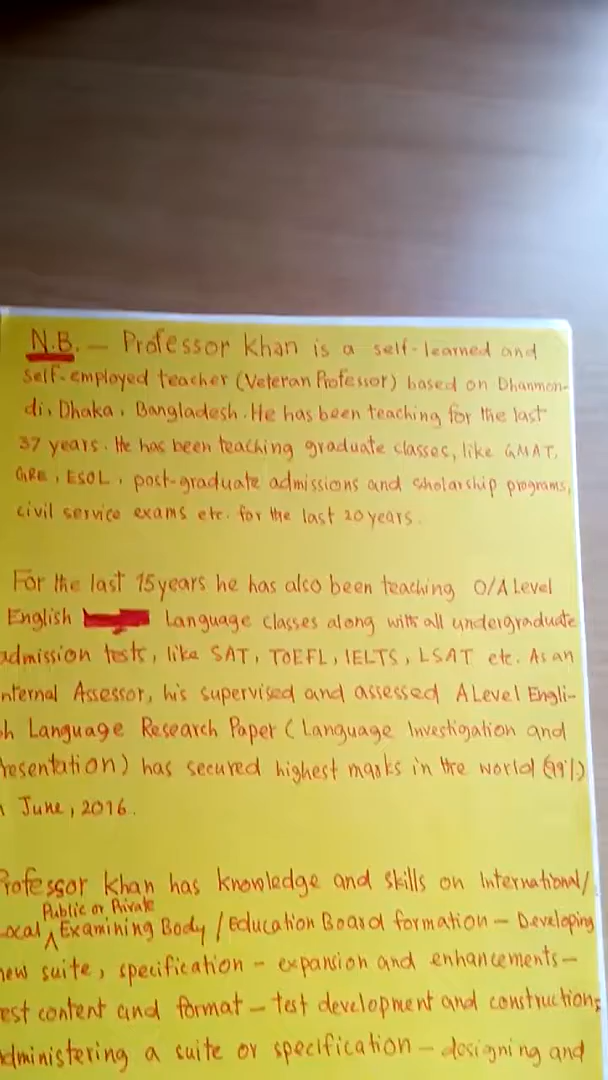 N.B. — Professor Khan is a self-learned and
self-employed teacher (Veteran Professor) based on Dhanmon-
di, Dhaka, Bangladesh. He has been teaching for the last
37 years. He has been teaching graduate classes, like GMAT,
GRE, ESOL, post-graduate admissions and scholarship programs,
civil service exams etc. for the last 20 years.
For the last 15 years he has also been teaching O/A Level
English Language classes along with all undergraduate
admission tests, like SAT, TOEFL, IELTS, LSAT etc. As an
nternal Assessor, his supervised and assessed A Level Engli-
h Language Research Paper (Language Investigation and
resentation) has secured highest marks in the world (99%)
June, 2016.
Professor Khan has knowledge and skills on International/
Public or Private
ocal ^ Examining Body / Education Board formation — Developing
new suite, specification — expansion and enhancements —
est content and format — test development and construction;
dministering a suite or specification — designing and